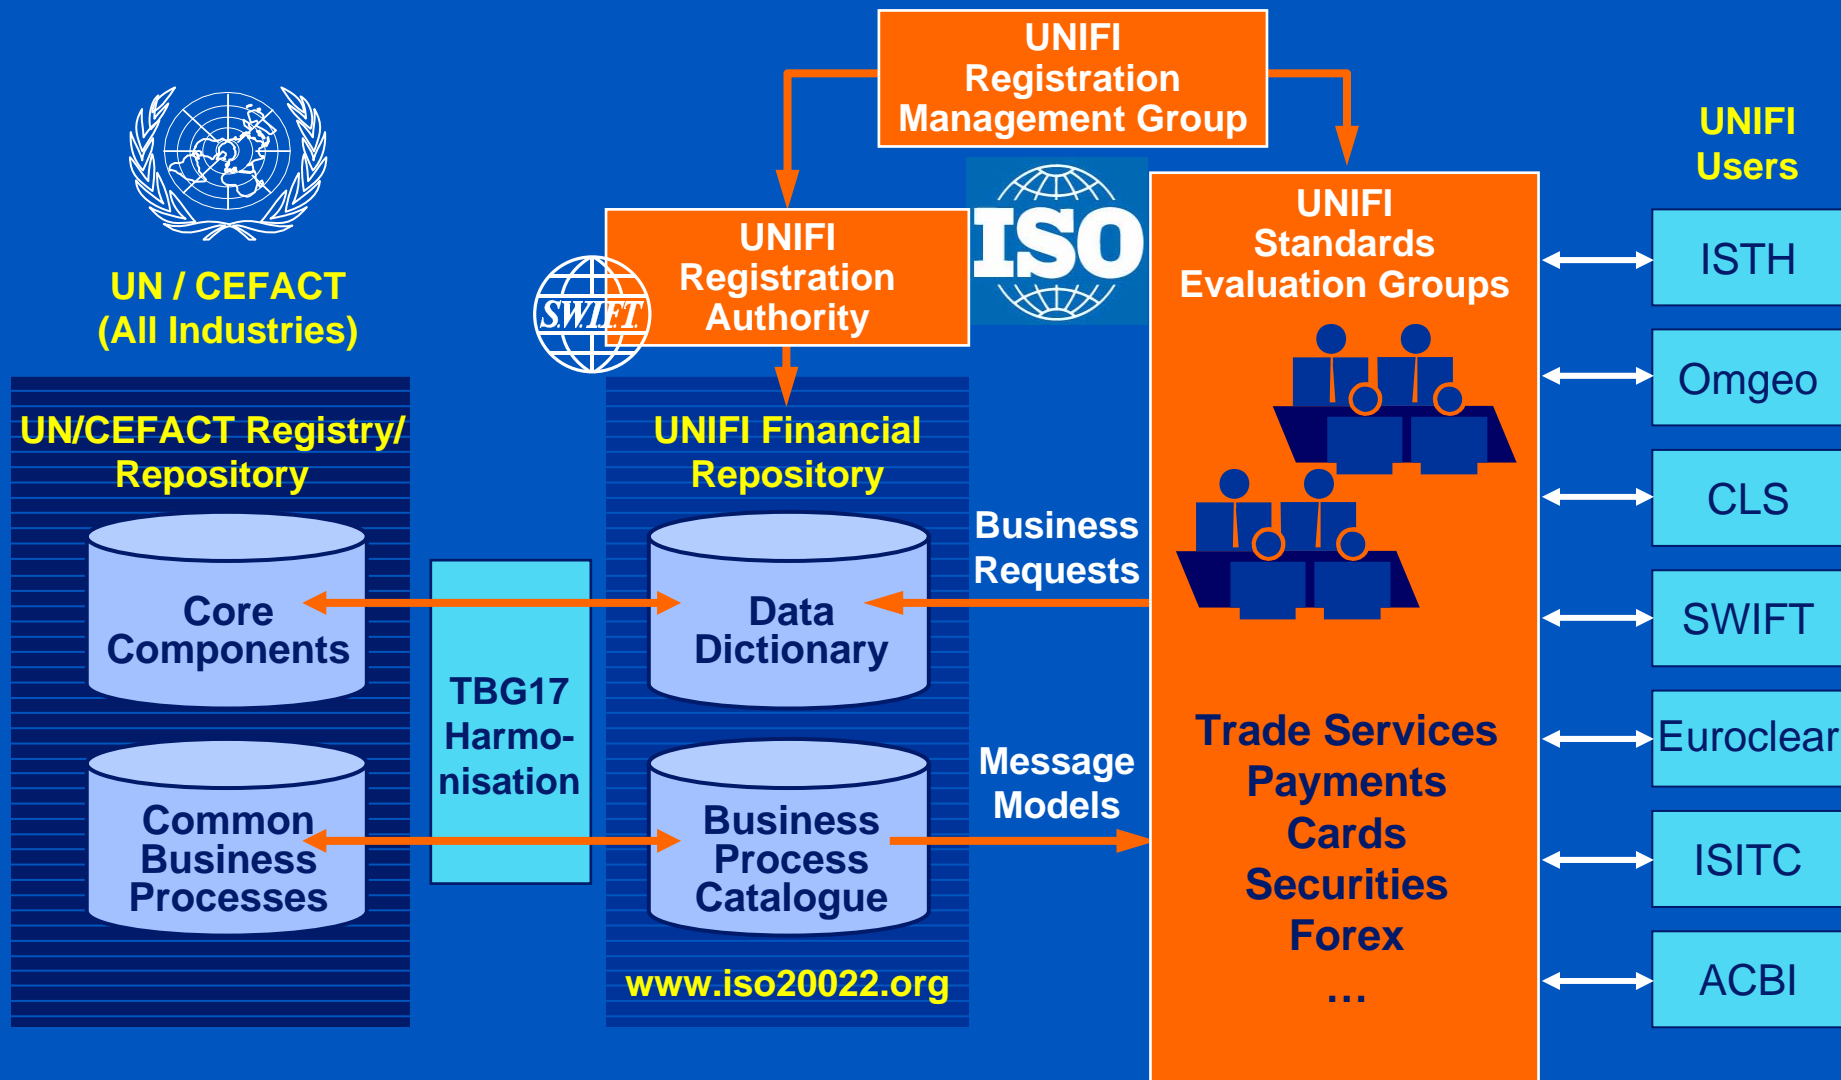 UNIFI
Registration
Management Group
UN / CEFACT
(All Industries)
UNIFI
Registration
Authority
S.W.I.F.T.
ISO
UNIFI
Standards
Evaluation Groups
UNIFI
Users
UN/CEFACT Registry/
Repository
Core
Components
Common
Business
Processes
TBG17
Harmo-
nisation
UNIFI Financial
Repository
Data
Dictionary
Business
Process
Catalogue
www.iso20022.org
Business
Requests
Message
Models
Trade Services
Payments
Cards
Securities
Forex
...
ISTH
Omgeo
CLS
SWIFT
Euroclear
ISITC
ACBI